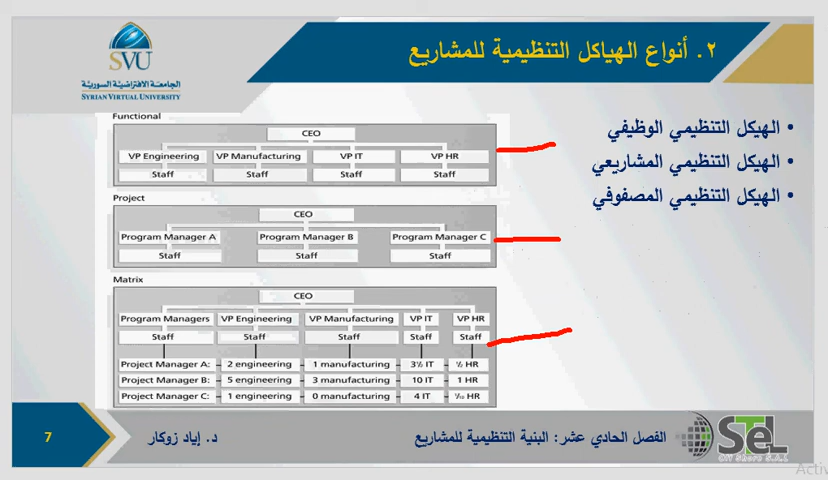 ٢. أنواع الهياكل التنظيمية للمشاريع
SVU
الجامعة الافتراضية السورية
SYRIAN VIRTUAL UNIVERSITY
• الهيكل التنظيمي الوظيفي
• الهيكل التنظيمي المشاريعي
• الهيكل التنظيمي المصفوفي
Functional
CEO
VP Engineering VP Manufacturing VP IT VP HR
Staff Staff Staff Staff
Project
CEO
Program Manager A Program Manager B Program Manager C
Staff Staff Staff
Matrix
CEO
Program Managers VP Engineering VP Manufacturing VP IT VP HR
Staff Staff Staff Staff Staff
Project Manager A: 2 engineering 1 manufacturing 3½ IT ½ HR
Project Manager B: 5 engineering 3 manufacturing 10 IT 1 HR
Project Manager C: 1 engineering 0 manufacturing 4 IT ⅒ HR
7
د. إياد زوكار
الفصل الحادي عشر: البنية التنظيمية للمشاريع
STeL
Off Shore S.A.L
Activ